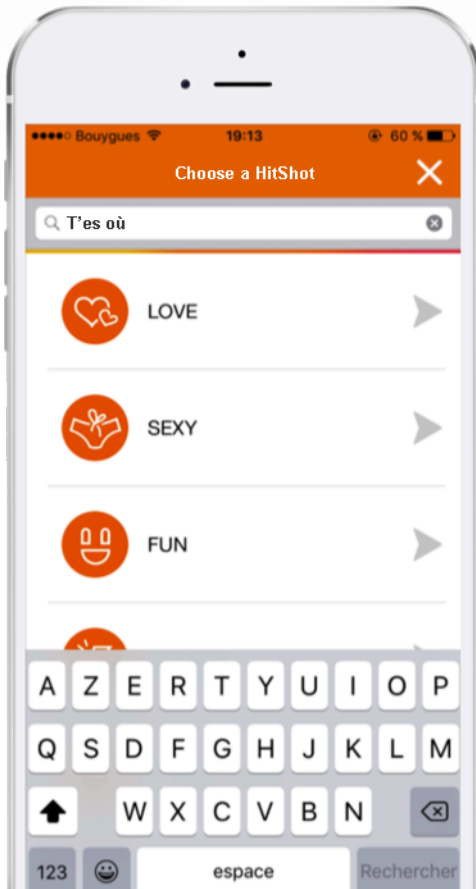 Bouygues 19:13 60 %
Choose a HitShot
T'es où
LOVE
SEXY
FUN
A Z E R T Y U I O P
Q S D F G H J K L M
W X C V B N
123 espace Rechercher